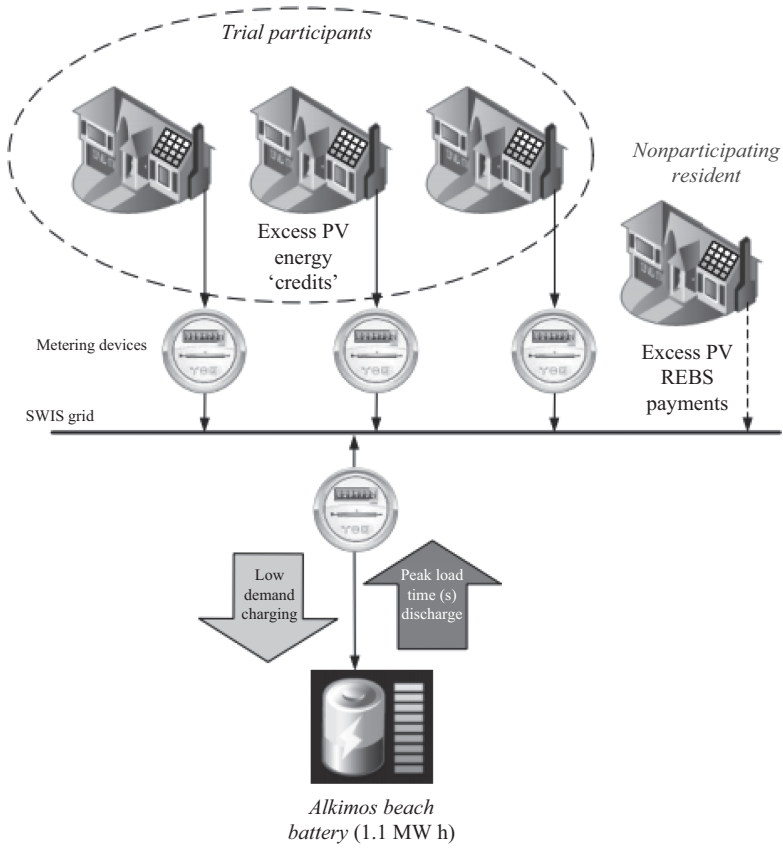 Trial participants
Nonparticipating
resident
Excess PV
energy
‘credits’
Metering devices
Excess PV
REBS
payments
SWIS grid
Low
demand
charging
Peak load
time (s)
discharge
Alkimos beach
battery (1.1 MW h)